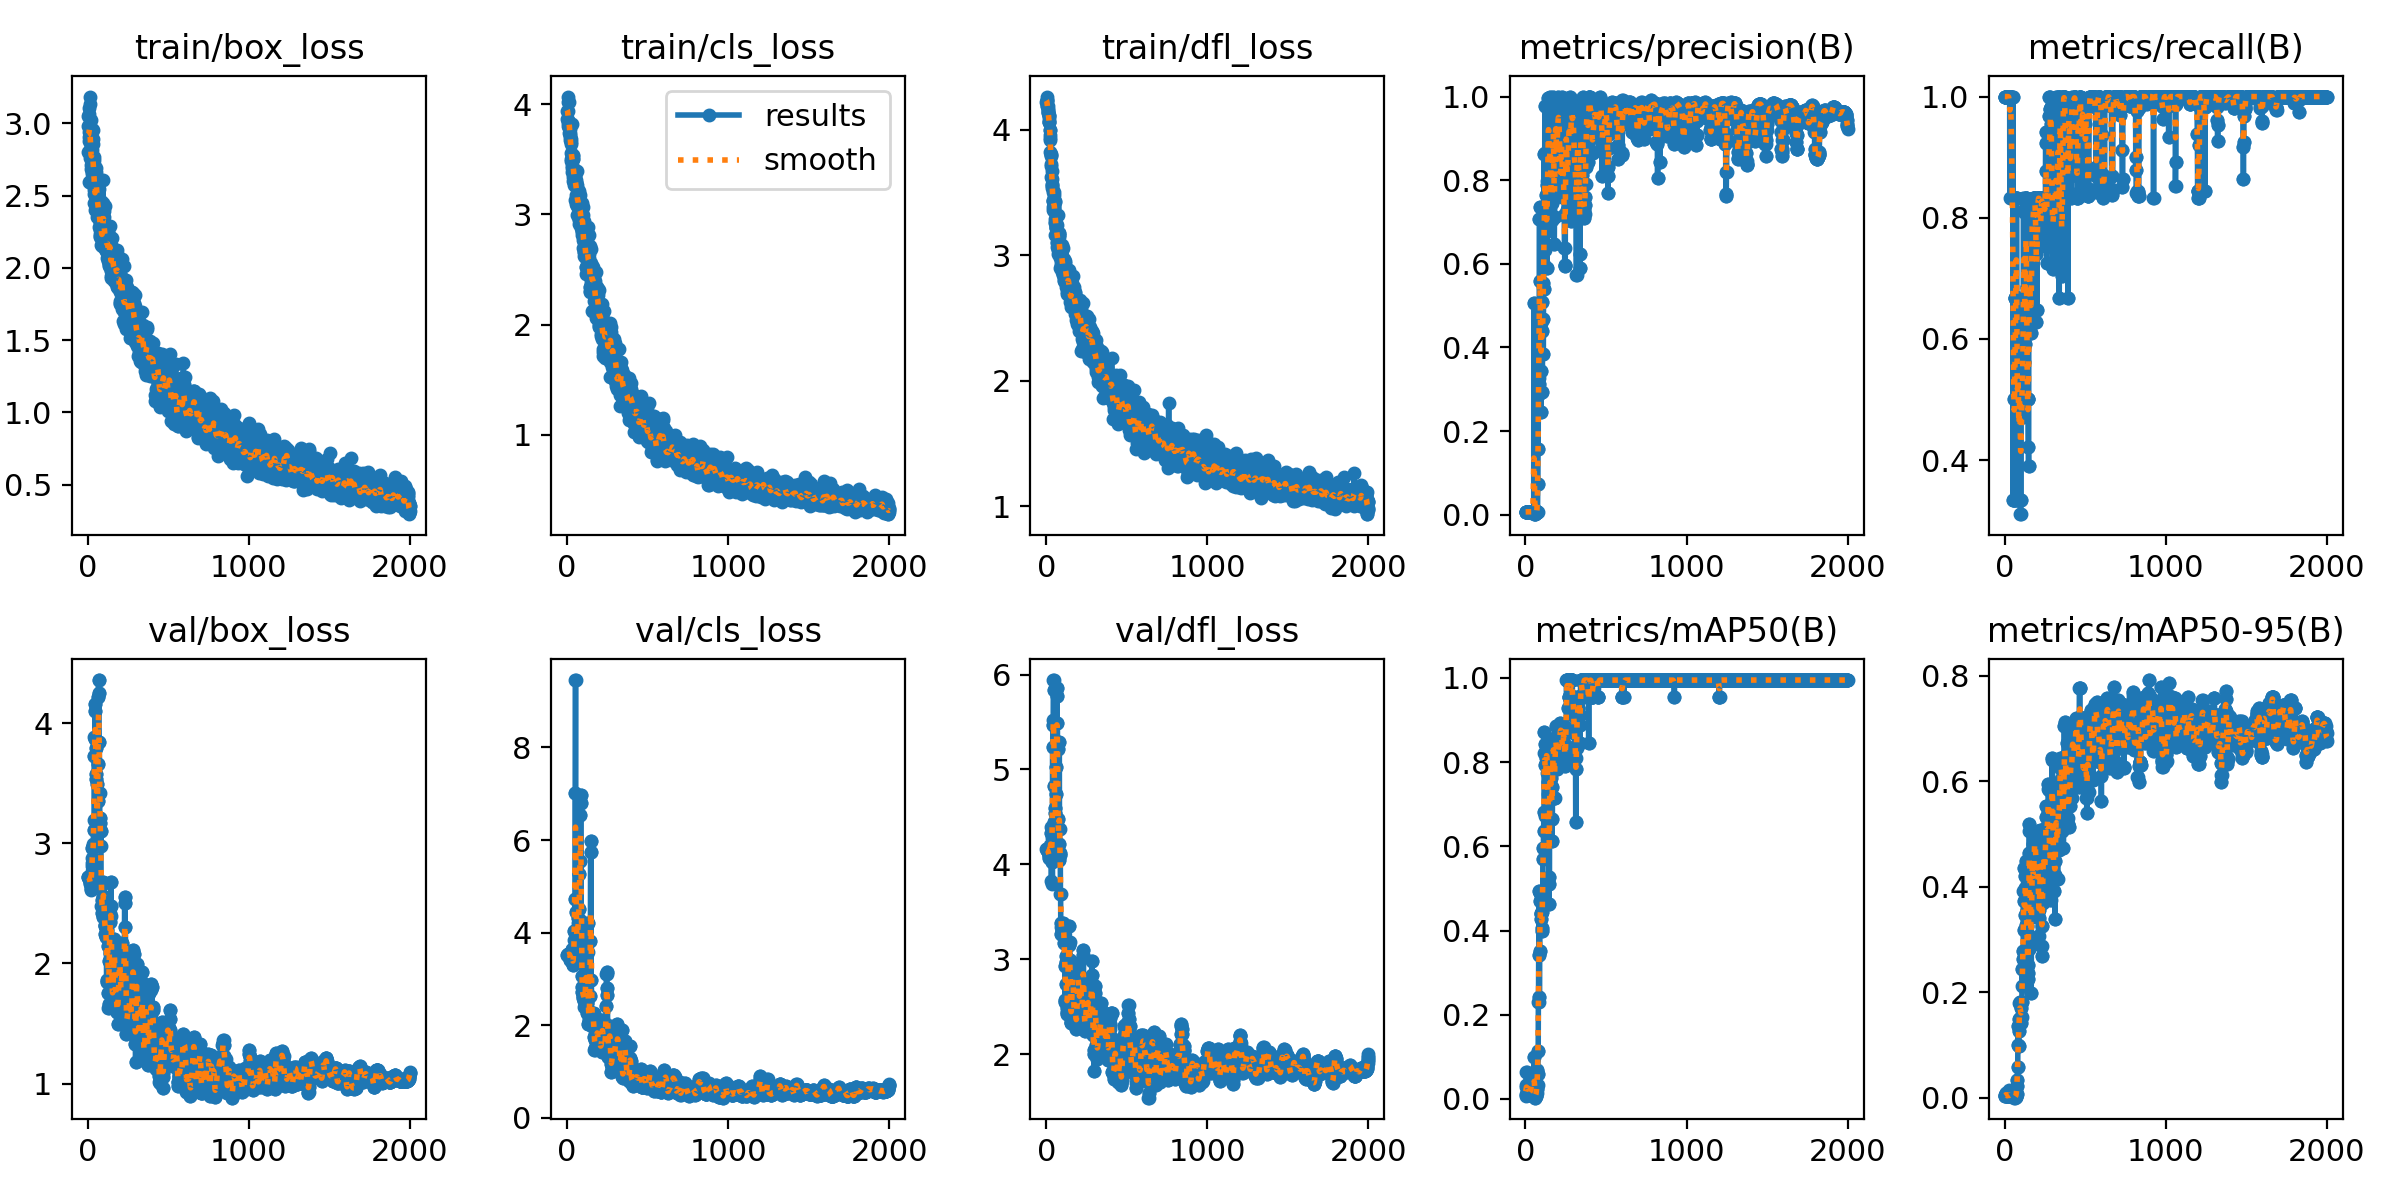 train/box_loss
3.0
2.5
2.0
1.5
1.0
0.5
0 1000 2000
train/cls_loss
results
smooth
4
3
2
1
0 1000 2000
train/dfl_loss
4
3
2
1
0 1000 2000
metrics/precision(B)
1.0
0.8
0.6
0.4
0.2
0.0
0 1000 2000
metrics/recall(B)
1.0
0.8
0.6
0.4
0 1000 2000
val/box_loss
4
3
2
1
0 1000 2000
val/cls_loss
8
6
4
2
0
0 1000 2000
val/dfl_loss
6
5
4
3
2
0 1000 2000
metrics/mAP50(B)
1.0
0.8
0.6
0.4
0.2
0.0
0 1000 2000
metrics/mAP50-95(B)
0.8
0.6
0.4
0.2
0.0
0 1000 2000